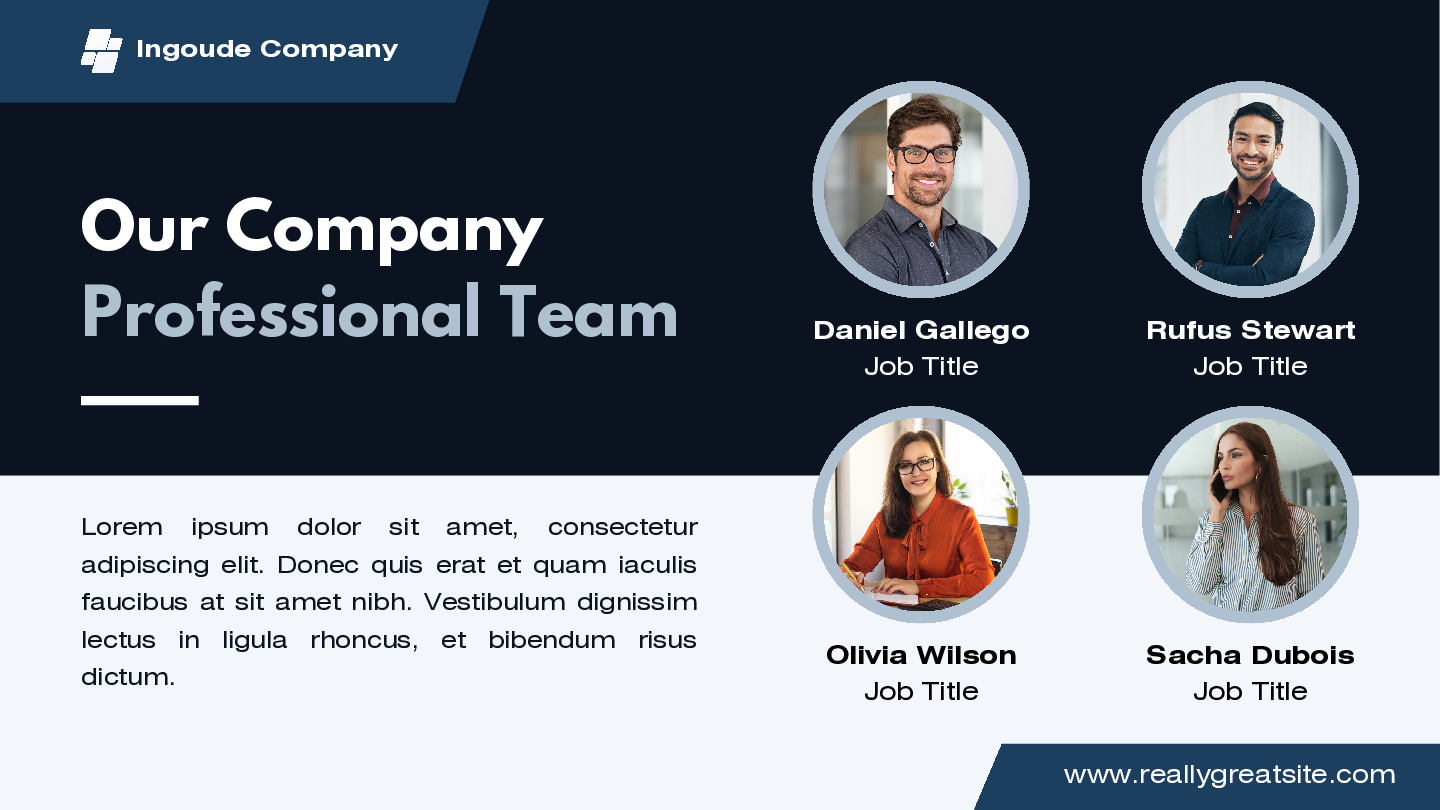 Ingoude Company
Our Company
Professional Team
Lorem ipsum dolor sit amet, consectetur
adipiscing elit. Donec quis erat et quam iaculis
faucibus at sit amet nibh. Vestibulum dignissim
lectus in ligula rhoncus, et bibendum risus
dictum.
Daniel Gallego
Job Title
Rufus Stewart
Job Title
Olivia Wilson
Job Title
Sacha Dubois
Job Title
www.reallygreatsite.com